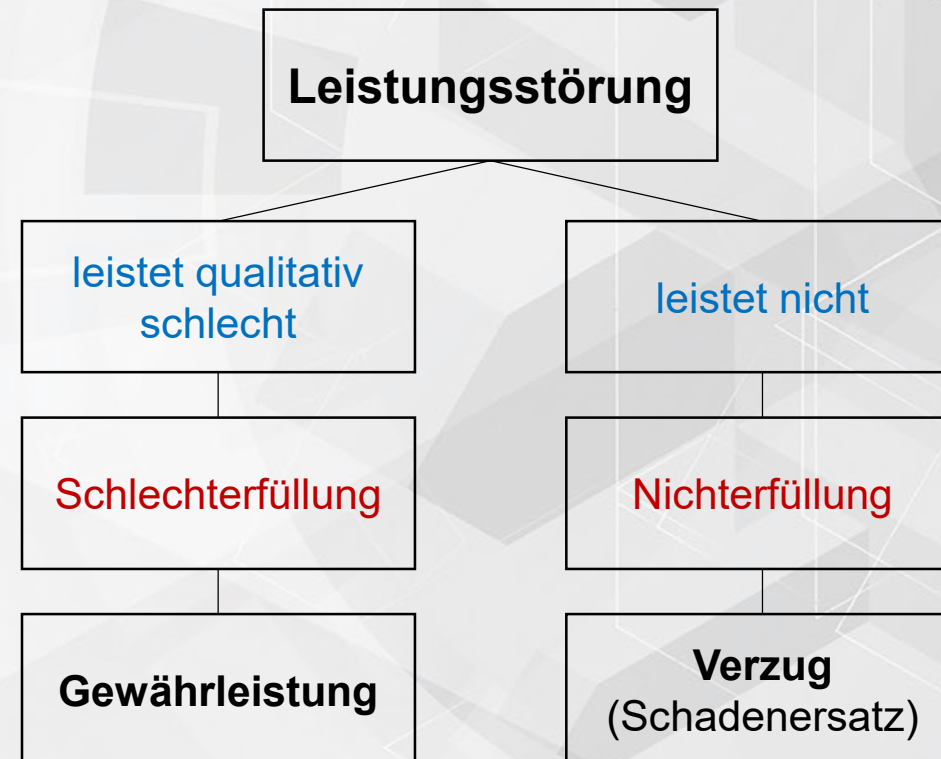 Leistungsstörung
leistet qualitativ
schlecht
leistet nicht
Schlechterfüllung
Nichterfüllung
Gewährleistung
Verzug
(Schadenersatz)